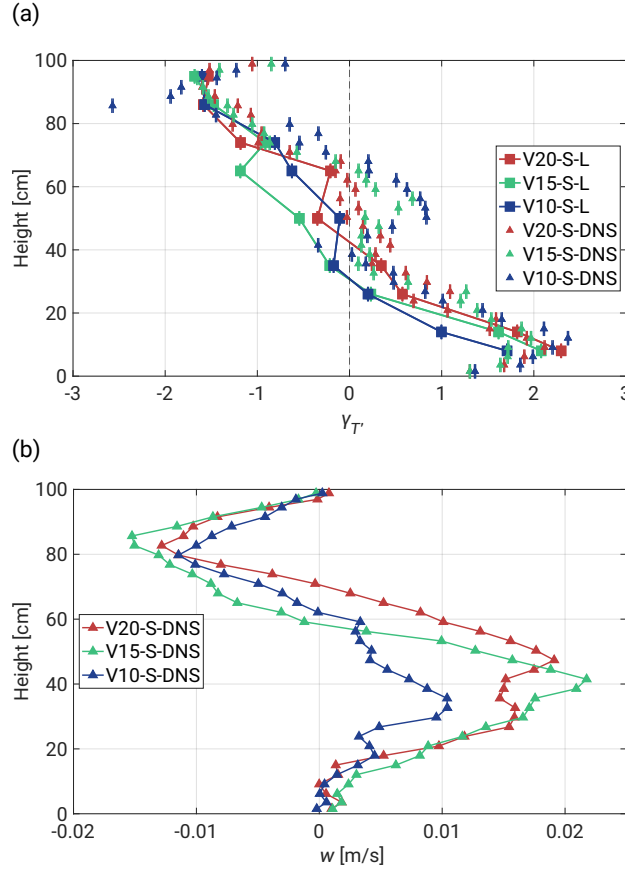 (a)
100
80
60
40
20
0
Height [cm]
V20-S-L
V15-S-L
V10-S-L
V20-S-DNS
V15-S-DNS
V10-S-DNS
-3 -2 -1 0 1 2 3
γT'
(b)
100
80
60
40
20
0
Height [cm]
V20-S-DNS
V15-S-DNS
V10-S-DNS
-0.02 -0.01 0 0.01 0.02
w [m/s]